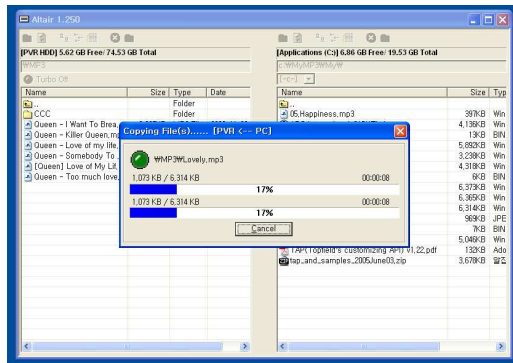 Altair 1.250
[PVR HDD] 5.62 GB Free/ 74.53 GB Total
₩MP3
Turbo Off
Name Size Type Date
..
Folder
CCC Folder
Queen - I Want To Brea,
Queen - Killer Queen,mp
Queen - Love of my life,
Queen - Somebody To
[Queen] Love of My Lif,
Queen - Too much love,
[Applications (C:)] 6.86 GB Free/ 19.53 GB Total
c:₩MyMP3₩My₩
[-c-]
Name Size Typ
..
05,Happiness,mp3 397KB Win
4,136KB Win
13KB BIN
5,892KB Win
3,238KB Win
4,318KB Win
6KB BIN
6,373KB Win
6,365KB Win
6,314KB Win
969KB JPE
7KB BIN
5,046KB Win
TAP(Topfield's customizing API) v1,22,pdf 132KB Ado
tap_and_samples_2005June03,zip 3,678KB 알집
Copying File(s)...... [PVR <-- PC]
₩MP3₩Lovely,mp3
1,073 KB / 6,314 KB 00:00:08
17%
1,073 KB / 6,314 KB 00:00:08
17%
Cancel